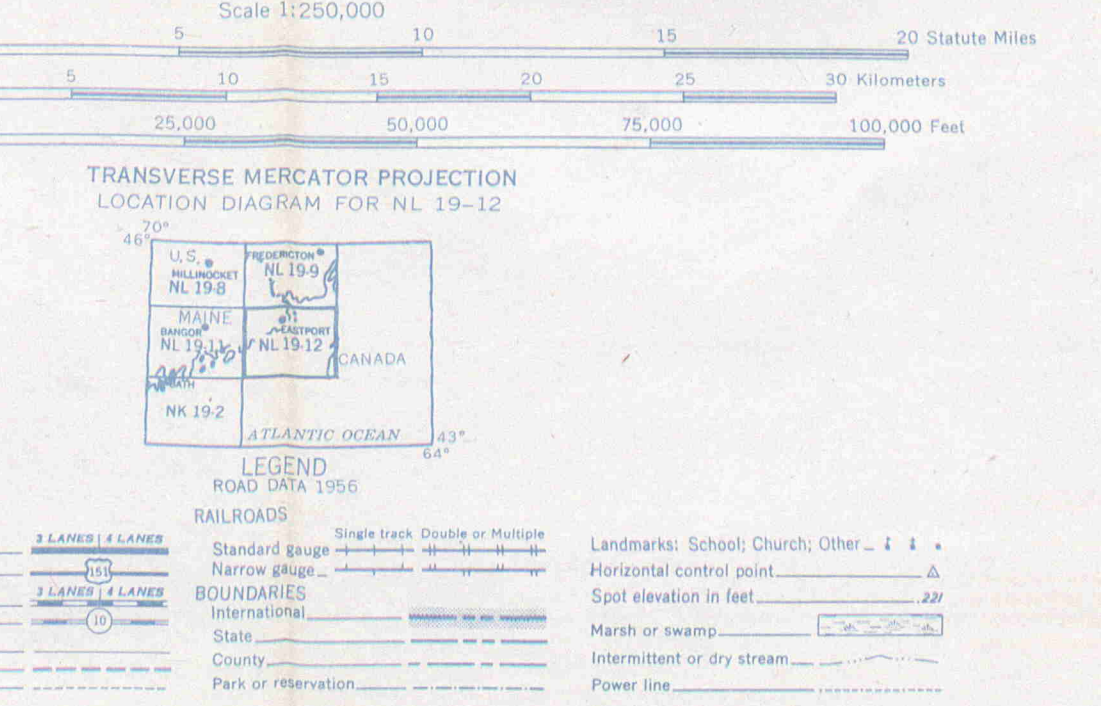 Scale 1:250,000
5 10 15 20 Statute Miles
5 10 15 20 25 30 Kilometers
25,000 50,000 75,000 100,000 Feet
TRANSVERSE MERCATOR PROJECTION
LOCATION DIAGRAM FOR NL 19-12
70°
46°
U.S.
MILLINOCKET
NL 19-8
FREDERICTON
NL 19-9
MAINE
BANGOR
NL 19-11
EASTPORT
NL 19-12
CANADA
BATH
NK 19-2
ATLANTIC OCEAN
43°
64°
LEGEND
ROAD DATA 1956
3 LANES | 4 LANES
151
3 LANES | 4 LANES
10
RAILROADS
Single track Double or Multiple
Standard gauge
Narrow gauge
BOUNDARIES
International
State
County
Park or reservation
Landmarks: School; Church; Other
Horizontal control point
Spot elevation in feet .221
Marsh or swamp
Intermittent or dry stream
Power line